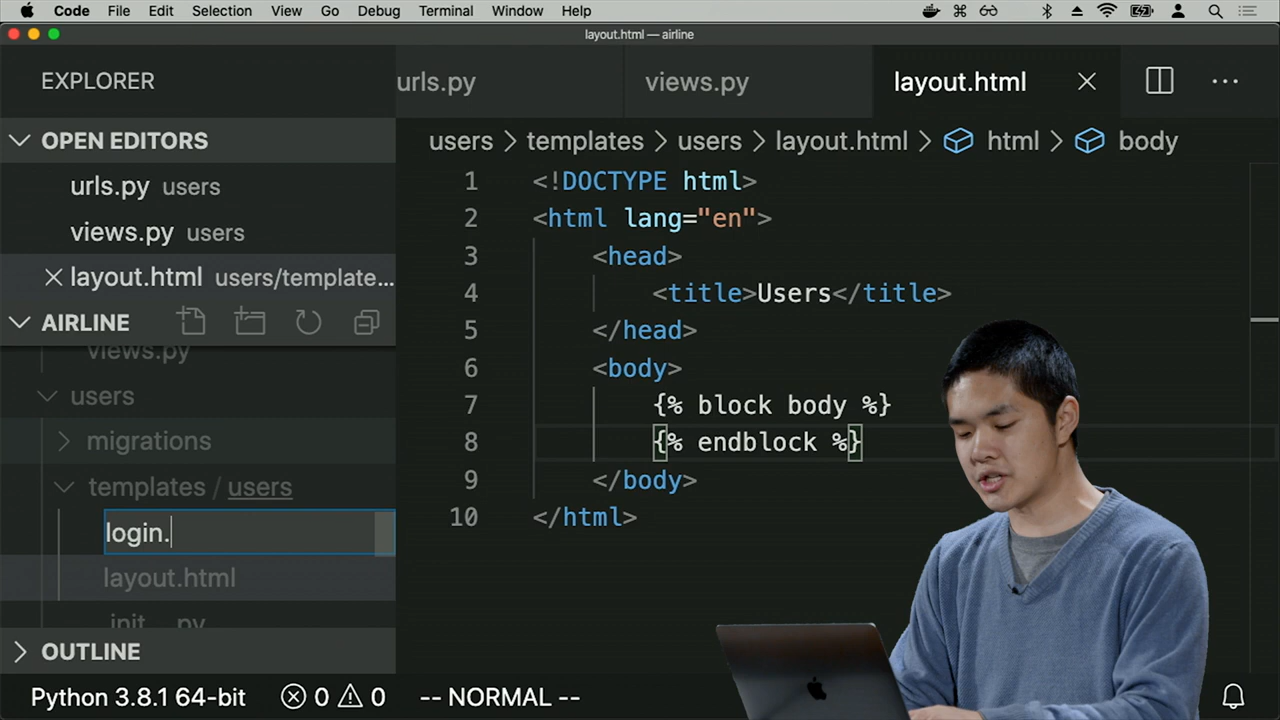 Code File Edit Selection View Go Debug Terminal Window Help
layout.html — airline
EXPLORER
urls.py
views.py
layout.html
OPEN EDITORS
users > templates > users > layout.html > html > body
urls.py users
views.py users
layout.html users/template...
AIRLINE
views.py
users
migrations
templates / users
login.
layout.html
__init__.py
OUTLINE
1 <!DOCTYPE html>
2 <html lang="en">
3 <head>
4 <title>Users</title>
5 </head>
6 <body>
7 {% block body %}
8 {% endblock %}
9 </body>
10 </html>
Python 3.8.1 64-bit 0 0 -- NORMAL --